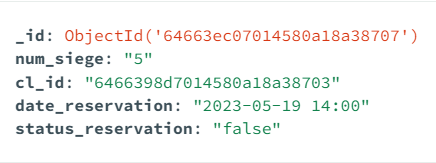 _id: ObjectId('64663ec07014580a18a38707')
num_siege: "5"
cl_id: "6466398d7014580a18a38703"
date_reservation: "2023-05-19 14:00"
status_reservation: "false"